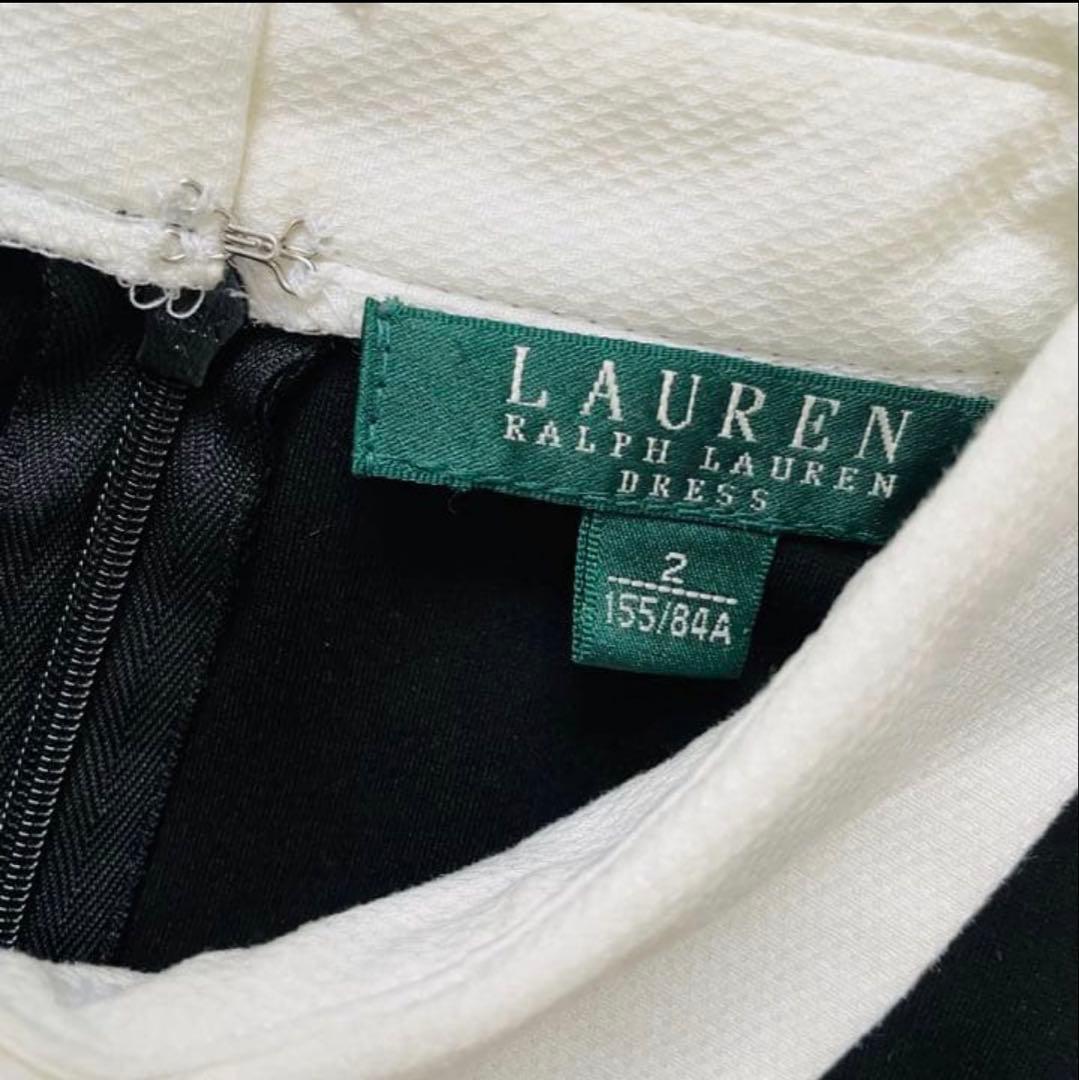 LAUREN
RALPH LAUREN
DRESS
2
155/84A